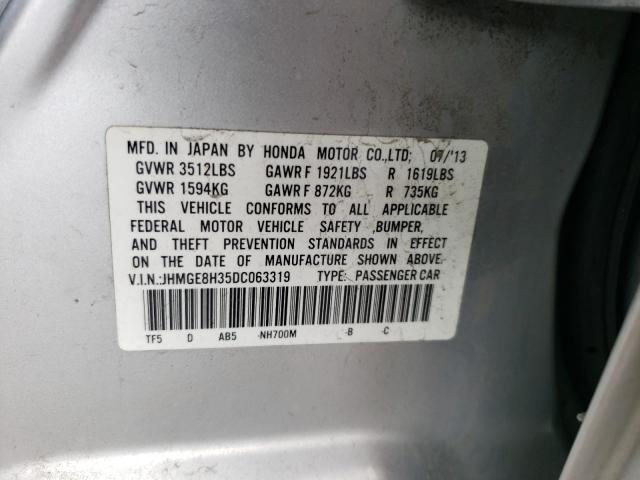 MFD. IN JAPAN BY HONDA MOTOR CO.,LTD; 07/'13
GVWR 3512LBS GAWR F 1921LBS R 1619LBS
GVWR 1594KG GAWR F 872KG R 735KG
THIS VEHICLE CONFORMS TO ALL APPLICABLE
FEDERAL MOTOR VEHICLE SAFETY ,BUMPER,
AND THEFT PREVENTION STANDARDS IN EFFECT
ON THE DATE OF MANUFACTURE SHOWN ABOVE.
V.I.N.:JHMGE8H35DC063319 TYPE: PASSENGER CAR
TF5 D AB5 -NH700M -B -C